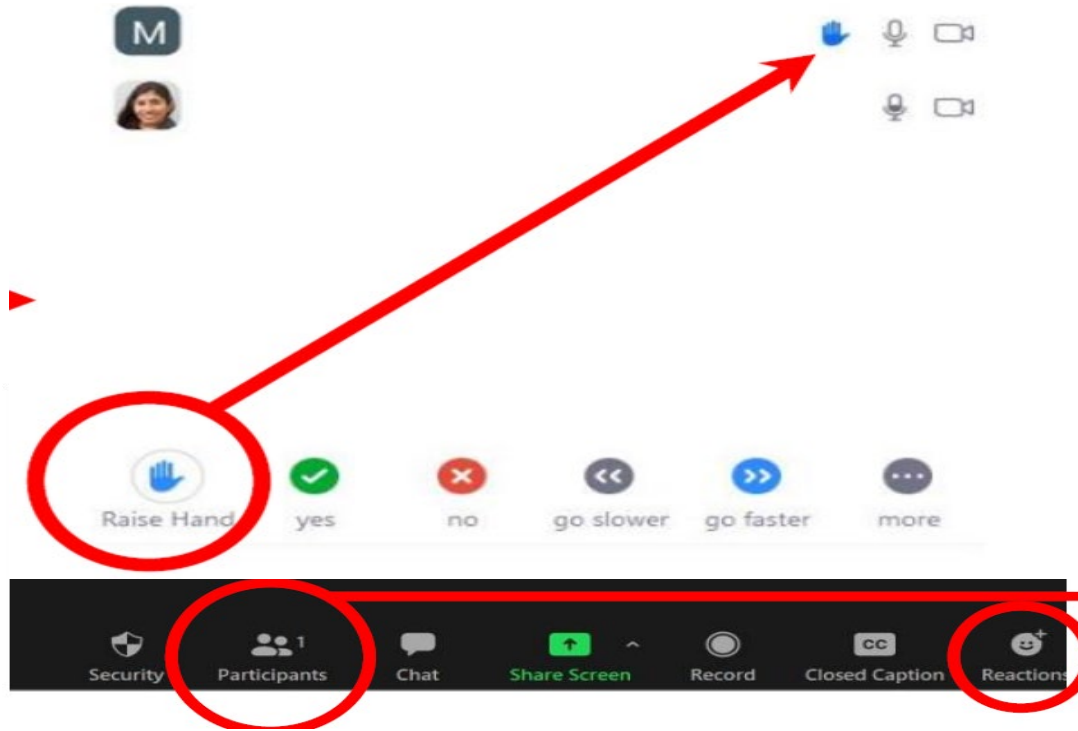 M
Raise Hand yes no go slower go faster more
1
Security Participants Chat Share Screen Record CC Closed Caption Reactions